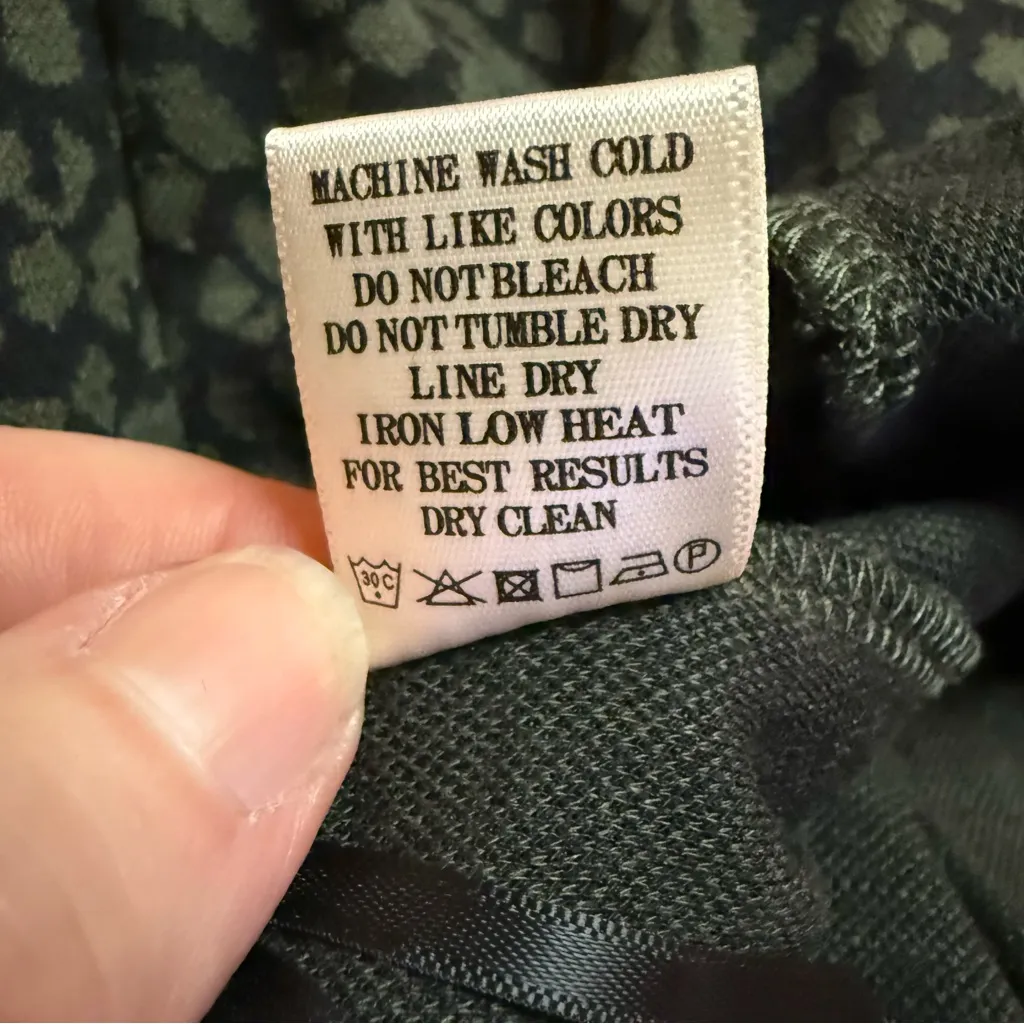 MACHINE WASH COLD
WITH LIKE COLORS
DO NOT BLEACH
DO NOT TUMBLE DRY
LINE DRY
IRON LOW HEAT
FOR BEST RESULTS
DRY CLEAN
30C P